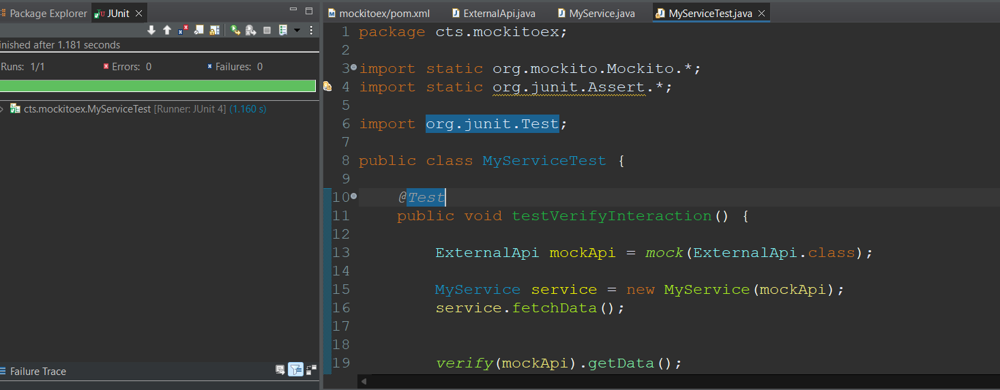 Package Explorer JUnit
inished after 1.181 seconds
Runs: 1/1 Errors: 0 Failures: 0
cts.mockitoex.MyServiceTest [Runner: JUnit 4] (1.160 s)
Failure Trace
mockitoex/pom.xml ExternalApi.java MyService.java MyServiceTest.java
1 package cts.mockitoex;
2
3 import static org.mockito.Mockito.*;
4 import static org.junit.Assert.*;
5
6 import org.junit.Test;
7
8 public class MyServiceTest {
9
10 @Test
11 public void testVerifyInteraction() {
12
13 ExternalApi mockApi = mock(ExternalApi.class);
14
15 MyService service = new MyService(mockApi);
16 service.fetchData();
17
18
19 verify(mockApi).getData();